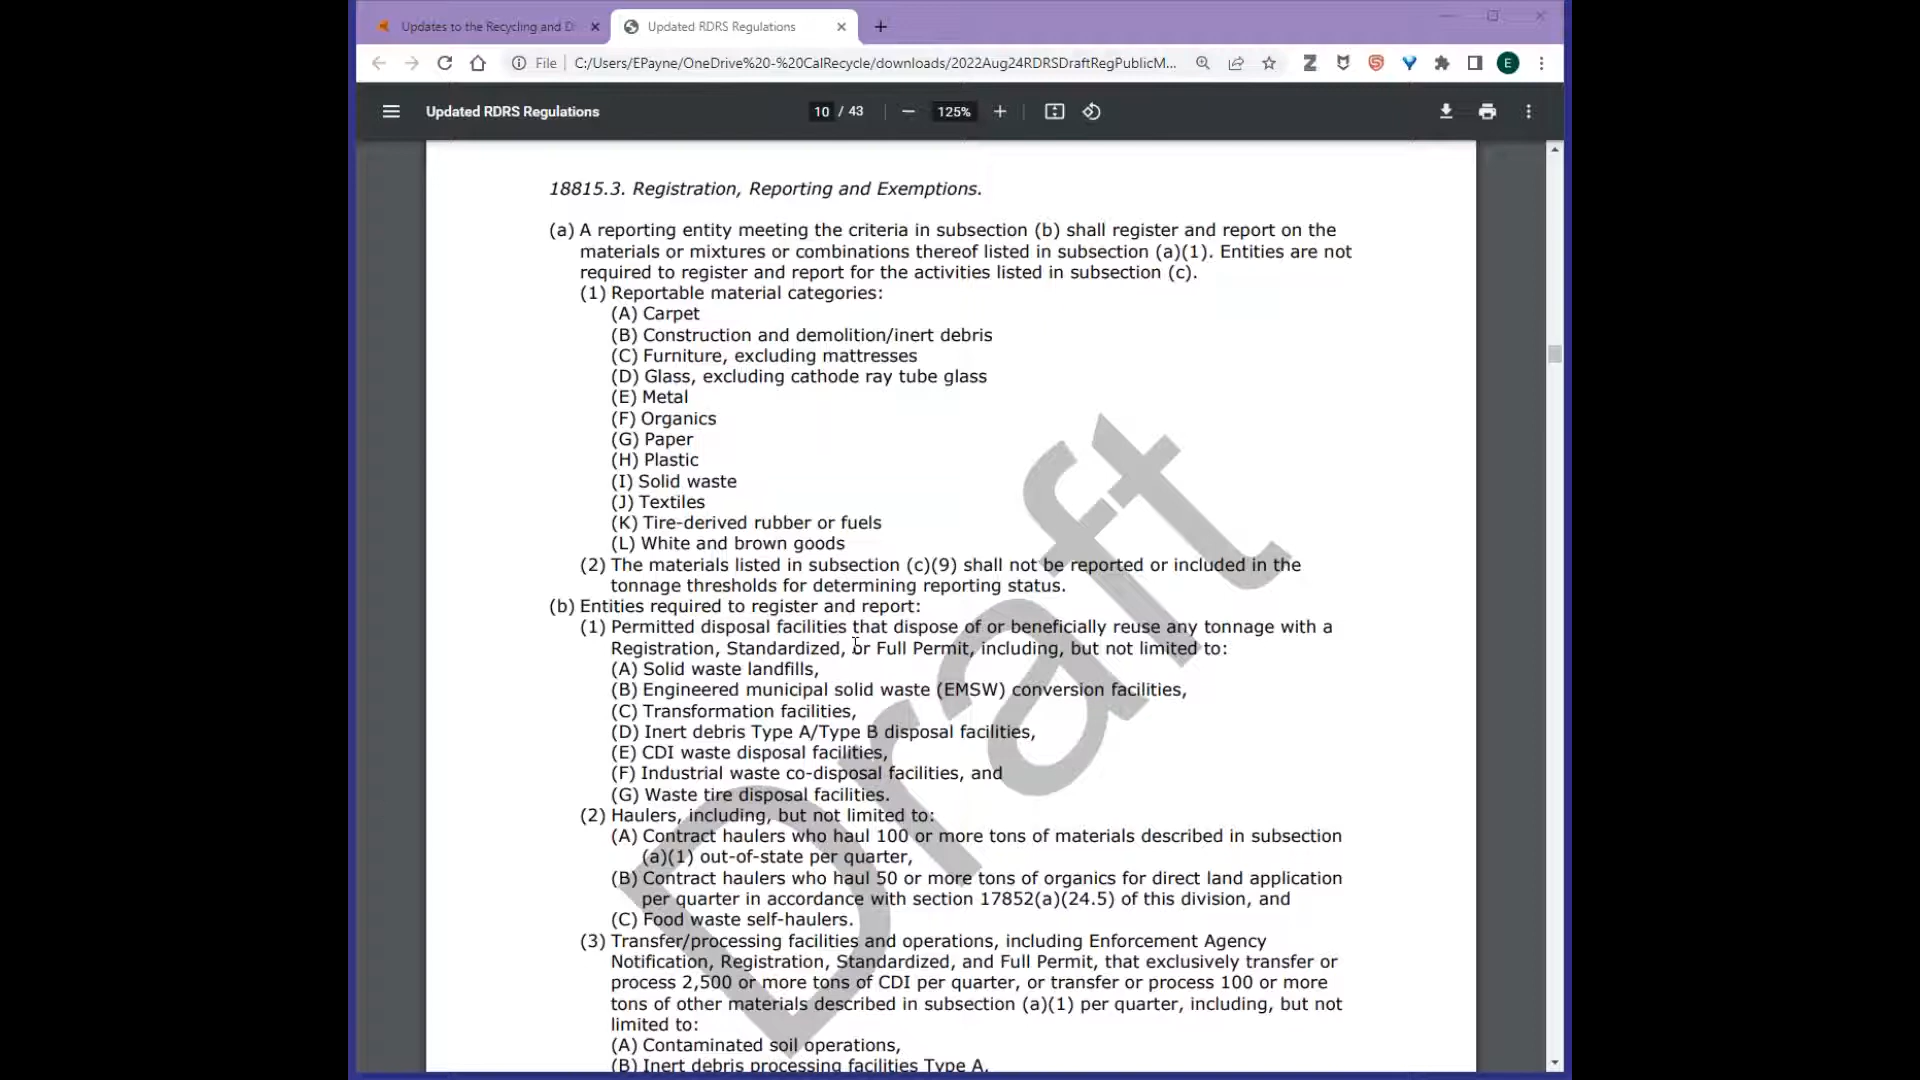 Updates to the Recycling and D
Updated RDRS Regulations
File
C:/Users/EPayne/OneDrive%20-%20CalRecycle/downloads/2022Aug24RDRSDraftRegPublicM...
E
Updated RDRS Regulations
10 / 43
125%
18815.3. Registration, Reporting and Exemptions.
(a) A reporting entity meeting the criteria in subsection (b) shall register and report on the
materials or mixtures or combinations thereof listed in subsection (a)(1). Entities are not
required to register and report for the activities listed in subsection (c).
(1) Reportable material categories:
(A) Carpet
(B) Construction and demolition/inert debris
(C) Furniture, excluding mattresses
(D) Glass, excluding cathode ray tube glass
(E) Metal
(F) Organics
(G) Paper
(H) Plastic
(I) Solid waste
(J) Textiles
(K) Tire-derived rubber or fuels
(L) White and brown goods
(2) The materials listed in subsection (c)(9) shall not be reported or included in the
tonnage thresholds for determining reporting status.
(b) Entities required to register and report:
(1) Permitted disposal facilities that dispose of or beneficially reuse any tonnage with a
Registration, Standardized, or Full Permit, including, but not limited to:
(A) Solid waste landfills,
(B) Engineered municipal solid waste (EMSW) conversion facilities,
(C) Transformation facilities,
(D) Inert debris Type A/Type B disposal facilities,
(E) CDI waste disposal facilities,
(F) Industrial waste co-disposal facilities, and
(G) Waste tire disposal facilities.
(2) Haulers, including, but not limited to:
(A) Contract haulers who haul 100 or more tons of materials described in subsection
(a)(1) out-of-state per quarter,
(B) Contract haulers who haul 50 or more tons of organics for direct land application
per quarter in accordance with section 17852(a)(24.5) of this division, and
(C) Food waste self-haulers.
(3) Transfer/processing facilities and operations, including Enforcement Agency
Notification, Registration, Standardized, and Full Permit, that exclusively transfer or
process 2,500 or more tons of CDI per quarter, or transfer or process 100 or more
tons of other materials described in subsection (a)(1) per quarter, including, but not
limited to:
(A) Contaminated soil operations,
(B) Inert debris processing facilities Type A,
Draft